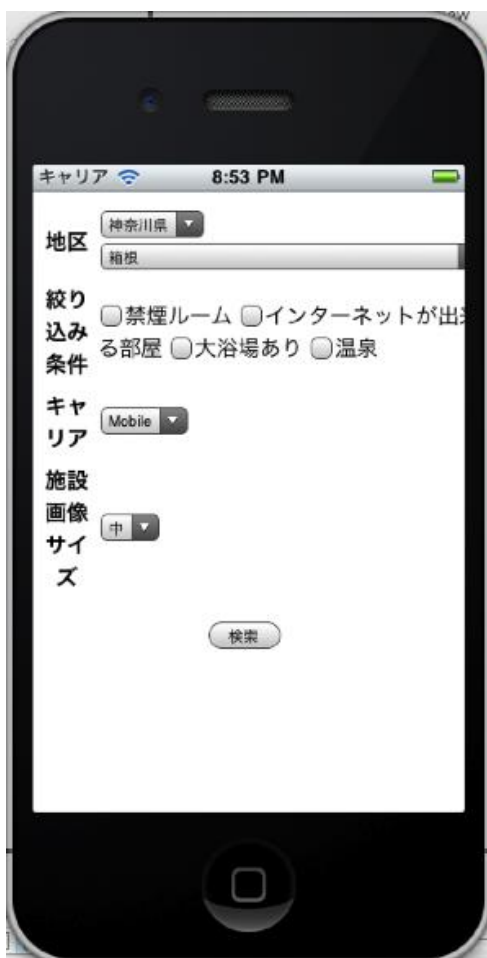 キャリア 8:53 PM
地区
神奈川県
箱根
絞り
込み
条件
禁煙ルーム インターネットが出来
る部屋 大浴場あり 温泉
キャ
リア
Mobile
施設
画像
サイ
ズ
中
検索